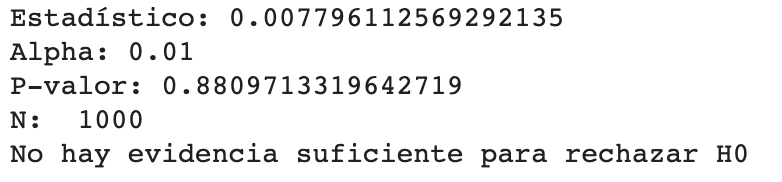 Estadístico: 0.007796112569292135
Alpha: 0.01
P-valor: 0.8809713319642719
N:  1000
No hay evidencia suficiente para rechazar H0